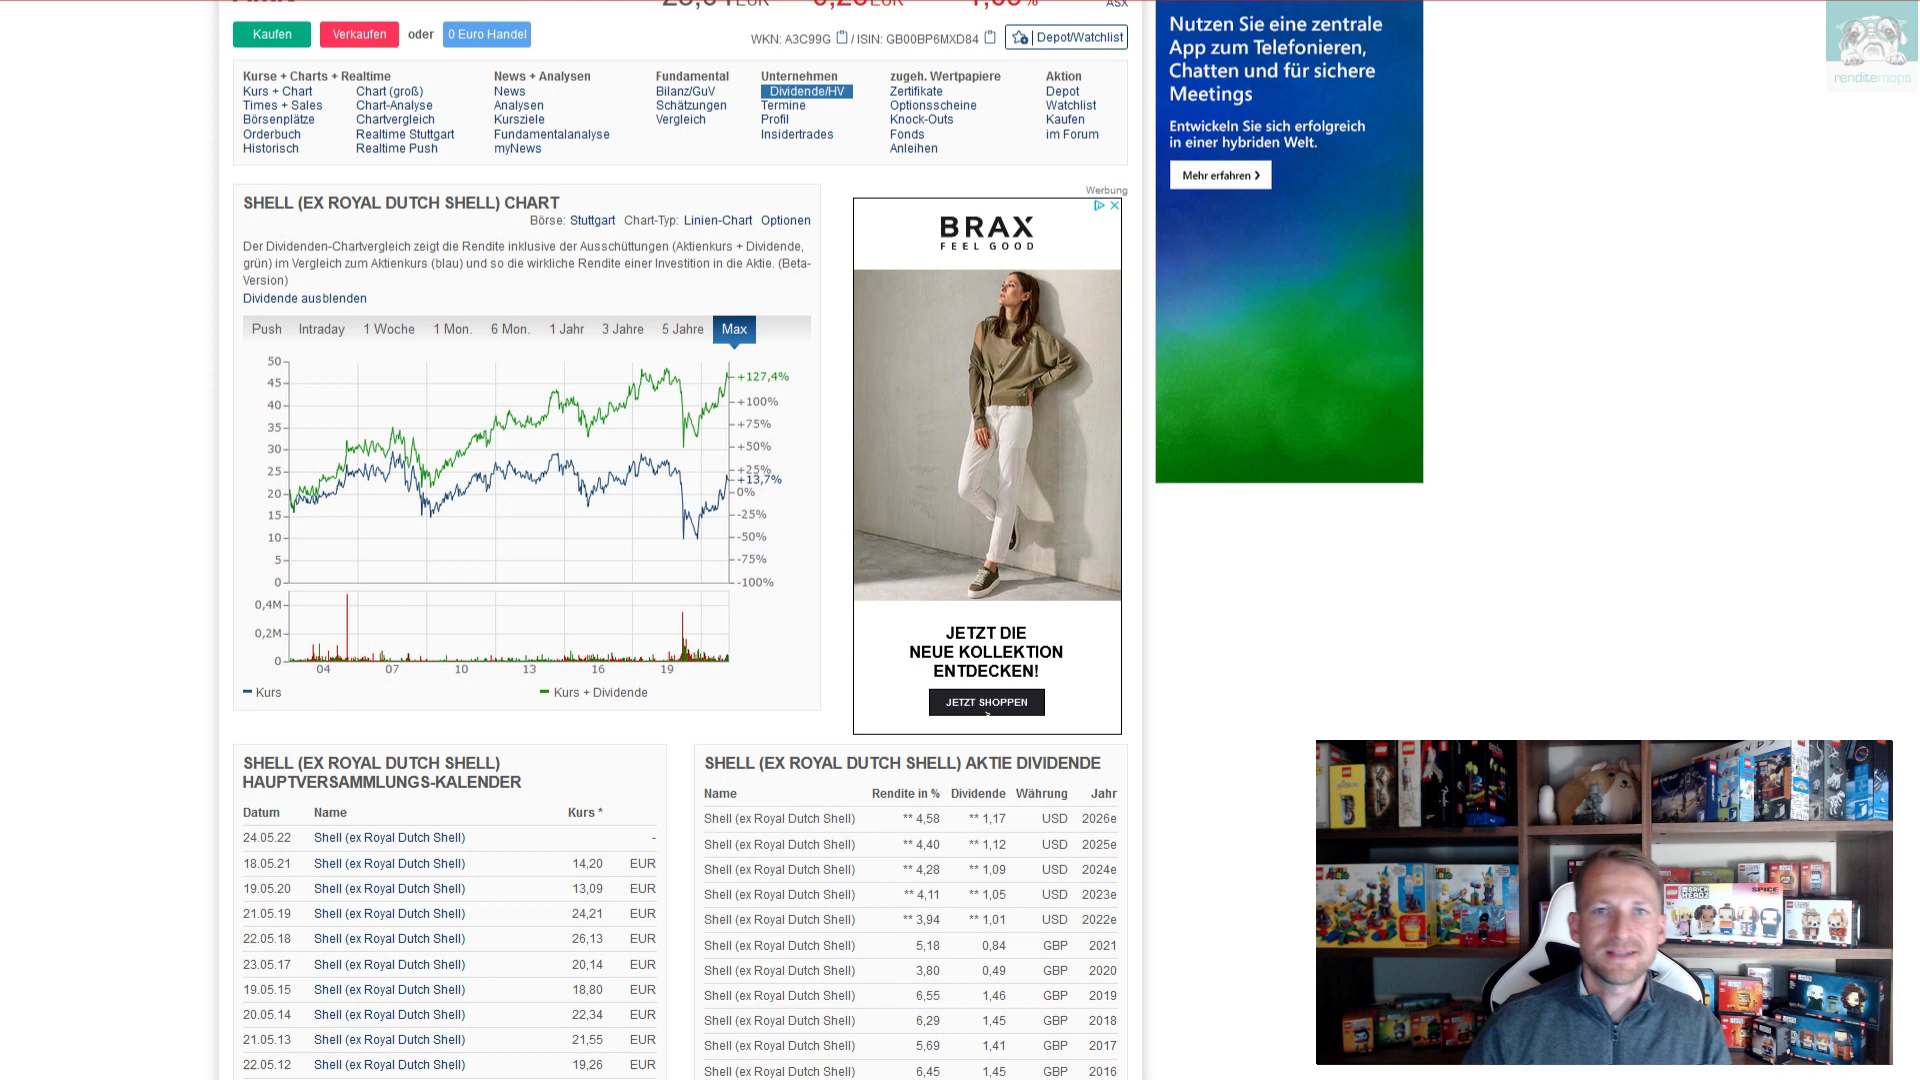 EUR EUR %
ASX
Kaufen Verkaufen oder 0 Euro Handel
WKN: A3C99G / ISIN: GB00BP6MXD84 Depot/Watchlist
Kurse + Charts + Realtime News + Analysen Fundamental Unternehmen zugeh. Wertpapiere Aktion
Kurs + Chart Chart (groß) News Bilanz/GuV Dividende/HV Zertifikate Depot
Times + Sales Chart-Analyse Analysen Schätzungen Termine Optionsscheine Watchlist
Börsenplätze Chartvergleich Kursziele Vergleich Profil Knock-Outs Kaufen
Orderbuch Realtime Stuttgart Fundamentalanalyse Insidertrades Fonds im Forum
Historisch Realtime Push myNews Anleihen
SHELL (EX ROYAL DUTCH SHELL) CHART
Börse: Stuttgart Chart-Typ: Linien-Chart Optionen
Der Dividenden-Chartvergleich zeigt die Rendite inklusive der Ausschüttungen (Aktienkurs + Dividende,
grün) im Vergleich zum Aktienkurs (blau) und so die wirkliche Rendite einer Investition in die Aktie. (Beta-
Version)
Dividende ausblenden
Push Intraday 1 Woche 1 Mon. 6 Mon. 1 Jahr 3 Jahre 5 Jahre Max
50
45
40
35
30
25
20
15
10
5
0
+127,4%
+100%
+75%
+50%
+25%
+13,7%
0%
-25%
-50%
-75%
-100%
0,4M
0,2M
0
04 07 10 13 16 19
Kurs Kurs + Dividende
Werbung
BRAX
FEEL GOOD
JETZT DIE
NEUE KOLLEKTION
ENTDECKEN!
JETZT SHOPPEN
>
Nutzen Sie eine zentrale
App zum Telefonieren,
Chatten und für sichere
Meetings
Entwickeln Sie sich erfolgreich
in einer hybriden Welt.
Mehr erfahren >
renditemops
SHELL (EX ROYAL DUTCH SHELL)
HAUPTVERSAMMLUNGS-KALENDER
Datum Name Kurs *
24.05.22 Shell (ex Royal Dutch Shell) -
18.05.21 Shell (ex Royal Dutch Shell) 14,20 EUR
19.05.20 Shell (ex Royal Dutch Shell) 13,09 EUR
21.05.19 Shell (ex Royal Dutch Shell) 24,21 EUR
22.05.18 Shell (ex Royal Dutch Shell) 26,13 EUR
23.05.17 Shell (ex Royal Dutch Shell) 20,14 EUR
19.05.15 Shell (ex Royal Dutch Shell) 18,80 EUR
20.05.14 Shell (ex Royal Dutch Shell) 22,34 EUR
21.05.13 Shell (ex Royal Dutch Shell) 21,55 EUR
22.05.12 Shell (ex Royal Dutch Shell) 19,26 EUR
SHELL (EX ROYAL DUTCH SHELL) AKTIE DIVIDENDE
Name Rendite in % Dividende Währung Jahr
Shell (ex Royal Dutch Shell) ** 4,58 ** 1,17 USD 2026e
Shell (ex Royal Dutch Shell) ** 4,40 ** 1,12 USD 2025e
Shell (ex Royal Dutch Shell) ** 4,28 ** 1,09 USD 2024e
Shell (ex Royal Dutch Shell) ** 4,11 ** 1,05 USD 2023e
Shell (ex Royal Dutch Shell) ** 3,94 ** 1,01 USD 2022e
Shell (ex Royal Dutch Shell) 5,18 0,84 GBP 2021
Shell (ex Royal Dutch Shell) 3,80 0,49 GBP 2020
Shell (ex Royal Dutch Shell) 6,55 1,46 GBP 2019
Shell (ex Royal Dutch Shell) 6,29 1,45 GBP 2018
Shell (ex Royal Dutch Shell) 5,69 1,41 GBP 2017
Shell (ex Royal Dutch Shell) 6,45 1,45 GBP 2016
SPICE